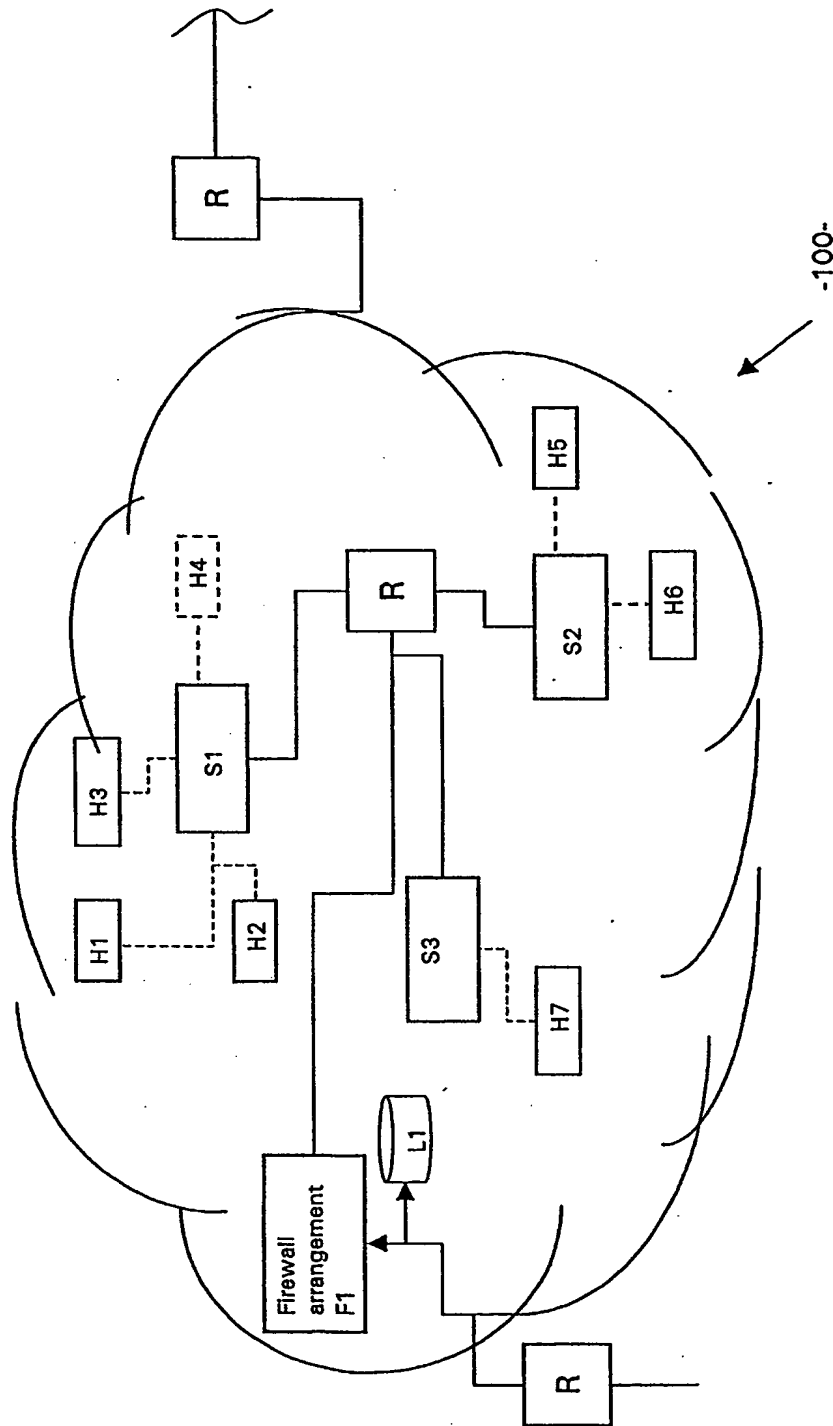 R
H4
H3
H1
S1
H2
R
H5
S2
H6
S3
H7
Firewall
arrangement
F1
L1
R
-100-